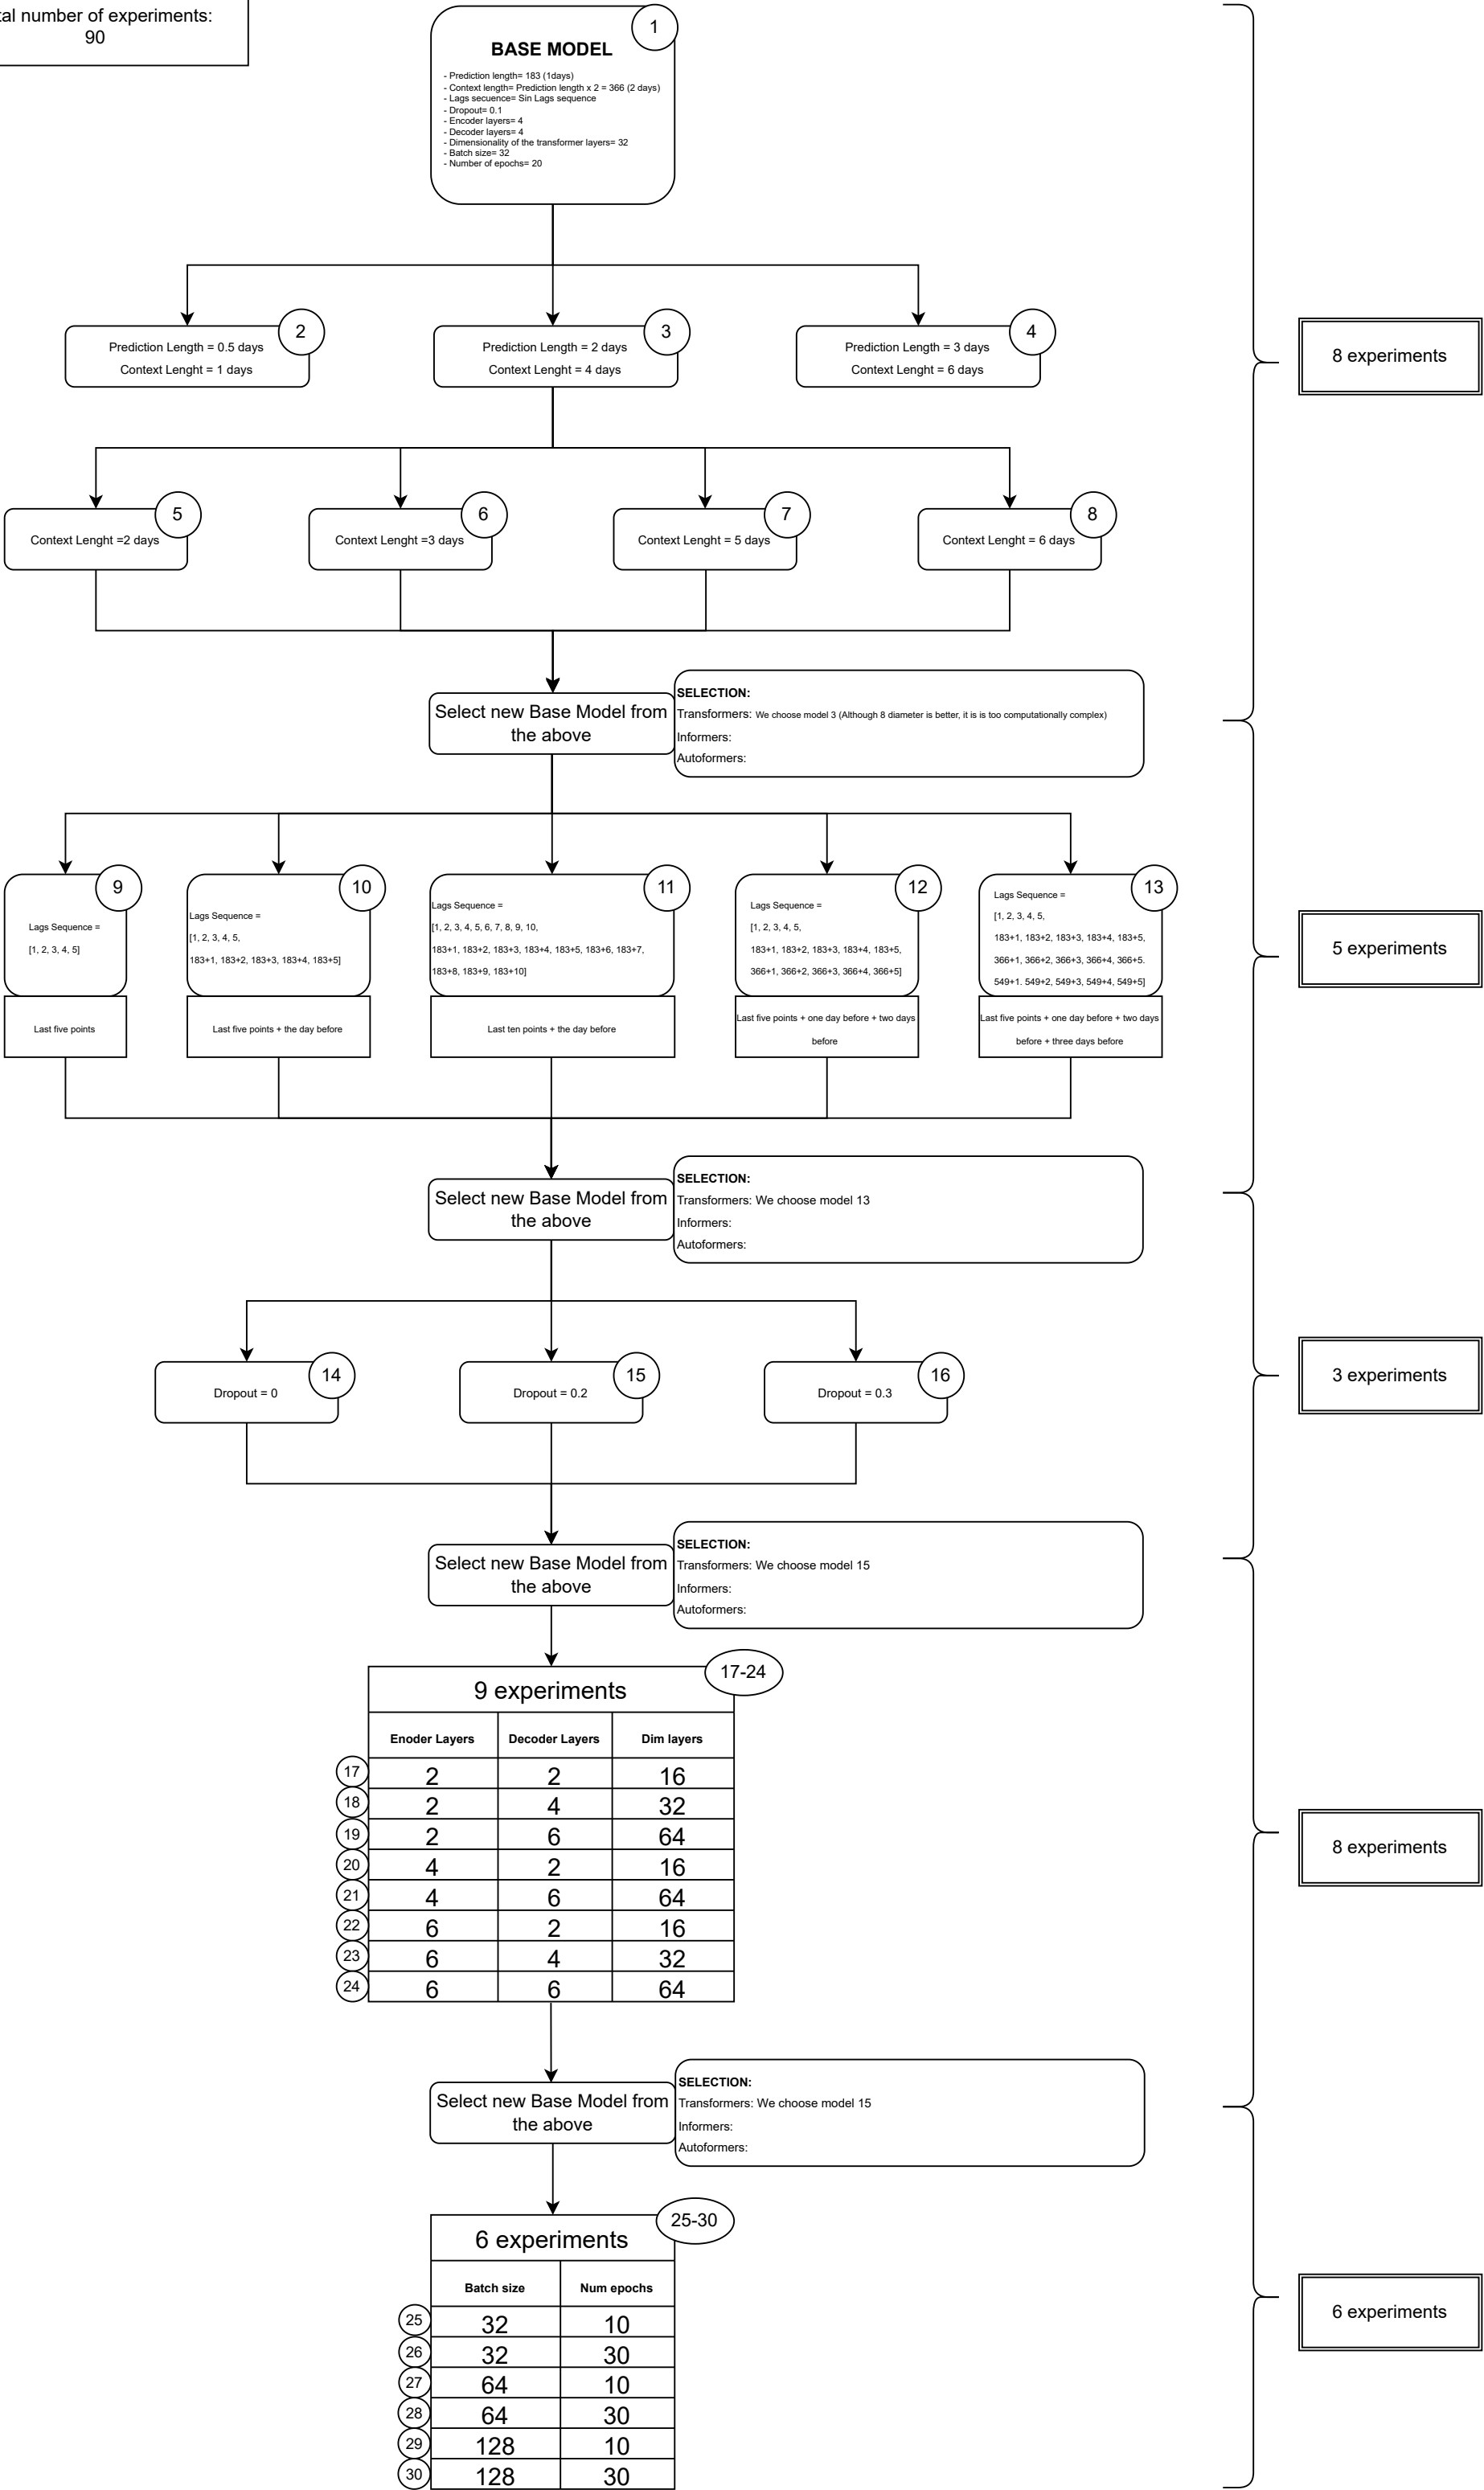 tal number of experiments:
90
1
BASE MODEL
- Prediction length= 183 (1days)
- Context length= Prediction length x 2 = 366 (2 days)
- Lags secuence= Sin Lags sequence
- Dropout= 0.1
- Encoder layers= 4
- Decoder layers= 4
- Dimensionality of the transformer layers= 32
- Batch size= 32
- Number of epochs= 20
2
Prediction Length = 0.5 days
Context Lenght = 1 days
3
Prediction Length = 2 days
Context Lenght = 4 days
4
Prediction Length = 3 days
Context Lenght = 6 days
8 experiments
5
Context Lenght =2 days
6
Context Lenght =3 days
7
Context Lenght = 5 days
8
Context Lenght = 6 days
Select new Base Model from
the above
SELECTION:
Transformers: We choose model 3 (Although 8 diameter is better, it is is too computationally complex)
Informers:
Autoformers:
9
Lags Sequence =
[1, 2, 3, 4, 5]
Last five points
10
Lags Sequence =
[1, 2, 3, 4, 5,
183+1, 183+2, 183+3, 183+4, 183+5]
Last five points + the day before
11
Lags Sequence =
[1, 2, 3, 4, 5, 6, 7, 8, 9, 10,
183+1, 183+2, 183+3, 183+4, 183+5, 183+6, 183+7,
183+8, 183+9, 183+10]
Last ten points + the day before
12
Lags Sequence =
[1, 2, 3, 4, 5,
183+1, 183+2, 183+3, 183+4, 183+5,
366+1, 366+2, 366+3, 366+4, 366+5]
Last five points + one day before + two days
before
13
Lags Sequence =
[1, 2, 3, 4, 5,
183+1, 183+2, 183+3, 183+4, 183+5,
366+1, 366+2, 366+3, 366+4, 366+5.
549+1. 549+2, 549+3, 549+4, 549+5]
Last five points + one day before + two days
before + three days before
5 experiments
Select new Base Model from
the above
SELECTION:
Transformers: We choose model 13
Informers:
Autoformers:
14
Dropout = 0
15
Dropout = 0.2
16
Dropout = 0.3
3 experiments
Select new Base Model from
the above
SELECTION:
Transformers: We choose model 15
Informers:
Autoformers:
17-24
9 experiments
Enoder Layers Decoder Layers Dim layers
17 2 2 16
18 2 4 32
19 2 6 64
20 4 2 16
21 4 6 64
22 6 2 16
23 6 4 32
24 6 6 64
8 experiments
Select new Base Model from
the above
SELECTION:
Transformers: We choose model 15
Informers:
Autoformers:
25-30
6 experiments
Batch size Num epochs
25 32 10
26 32 30
27 64 10
28 64 30
29 128 10
30 128 30
6 experiments